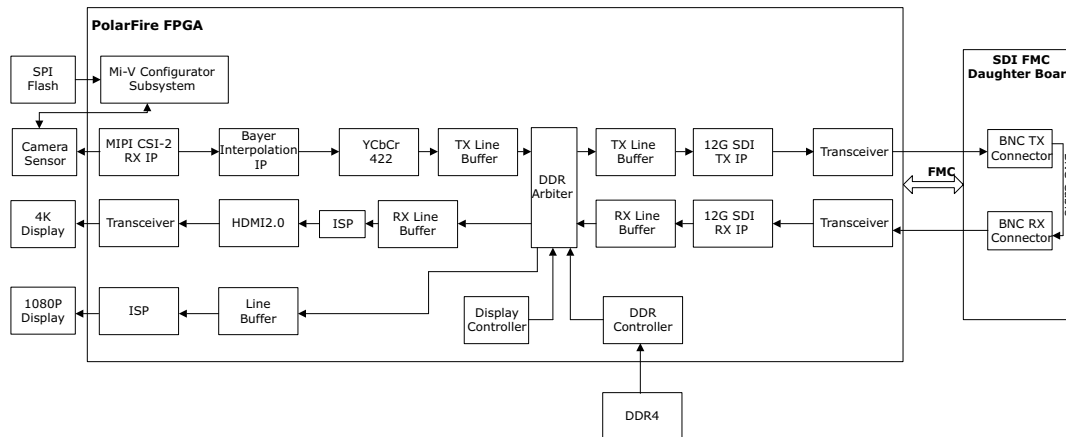 PolarFire FPGA
SDI FMC
Daughter Board
SPI
Flash
Mi-V Configurator
Subsystem
Camera
Sensor
MIPI CSI-2
RX IP
Bayer
Interpolation
IP
YCbCr
422
TX Line
Buffer
DDR
Arbiter
TX Line
Buffer
12G SDI
TX IP
Transceiver
FMC
BNC TX
Connector
4K
Display
Transceiver
HDMI2.0
ISP
RX Line
Buffer
RX Line
Buffer
12G SDI
RX IP
Transceiver
BNC RX
Connector
1080P
Display
ISP
Line
Buffer
Display
Controller
DDR
Controller
DDR4